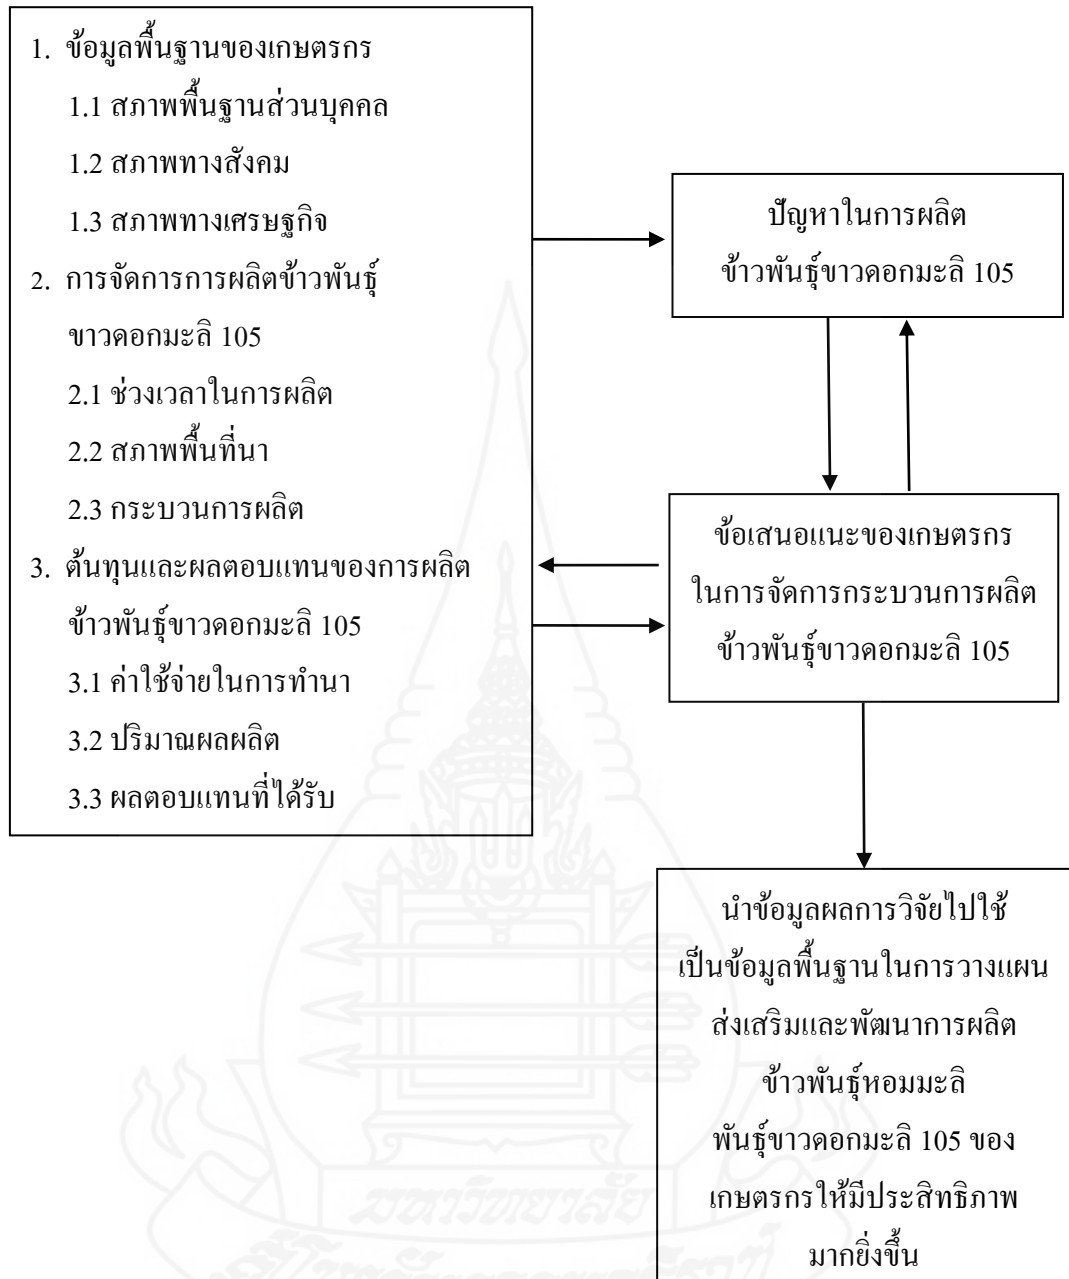 1. ข้อมูลพื้นฐานของเกษตรกร
1.1 สภาพพื้นฐานส่วนบุคคล
1.2 สภาพทางสังคม
1.3 สภาพทางเศรษฐกิจ
2. การจัดการการผลิตข้าวพันธุ์
ขาวดอกมะลิ 105
2.1 ช่วงเวลาในการผลิต
2.2 สภาพพื้นที่นา
2.3 กระบวนการผลิต
3. ต้นทุนและผลตอบแทนของการผลิต
ข้าวพันธุ์ขาวดอกมะลิ 105
3.1 ค่าใช้จ่ายในการทำนา
3.2 ปริมาณผลผลิต
3.3 ผลตอบแทนที่ได้รับ
ปัญหาในการผลิต
ข้าวพันธุ์ขาวดอกมะลิ 105
ข้อเสนอแนะของเกษตรกร
ในการจัดการกระบวนการผลิต
ข้าวพันธุ์ขาวดอกมะลิ 105
นำข้อมูลผลการวิจัยไปใช้
เป็นข้อมูลพื้นฐานในการวางแผน
ส่งเสริมและพัฒนาการผลิต
ข้าวพันธุ์หอมมะลิ
พันธุ์ขาวดอกมะลิ 105 ของ
เกษตรกรให้มีประสิทธิภาพ
มากยิ่งขึ้น
มหาวิทยาลัย